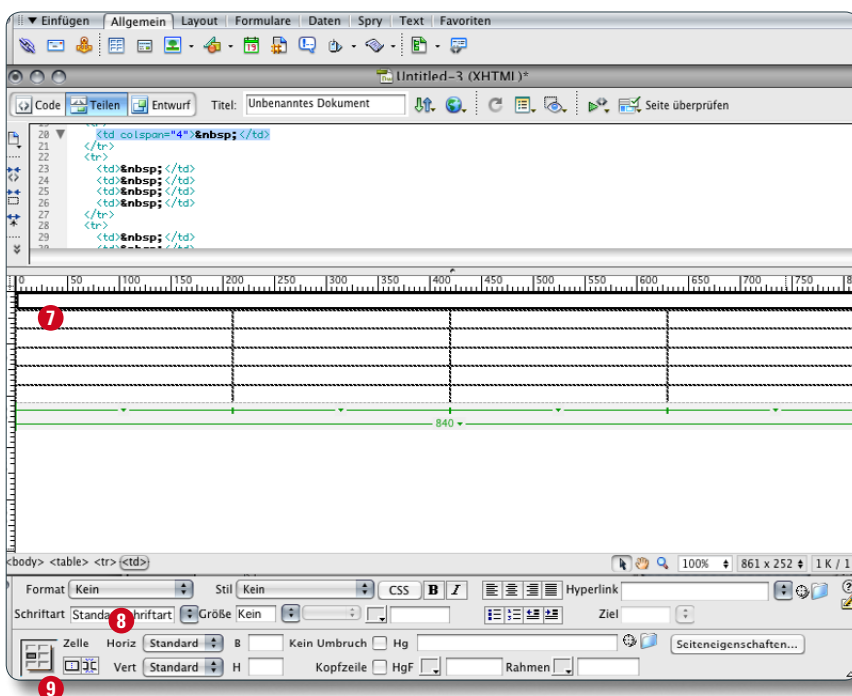 ▼ Einfügen Allgemein Layout Formulare Daten Spry Text Favoriten
Untitled-3 (XHTML)*
Code Teilen Entwurf Titel: Unbenanntes Dokument Seite überprüfen
20 ▼ <td colspan="4">&nbsp;</td>
21 </tr>
22 <tr>
23 <td>&nbsp;</td>
24 <td>&nbsp;</td>
25 <td>&nbsp;</td>
26 <td>&nbsp;</td>
27 </tr>
28 <tr>
29 <td>&nbsp;</td>
0 50 100 150 200 250 300 350 400 450 500 550 600 650 700 750
7
840
<body> <table> <tr> <td>
100% 861 x 252 1 K / 1
Format Kein Stil Kein CSS B I Hyperlink
Schriftart Größe Kein Ziel
8
Zelle Horiz Standard B Kein Umbruch Hg Seiteneigenschaften...
Vert Standard H Kopfzeile HgF Rahmen
9